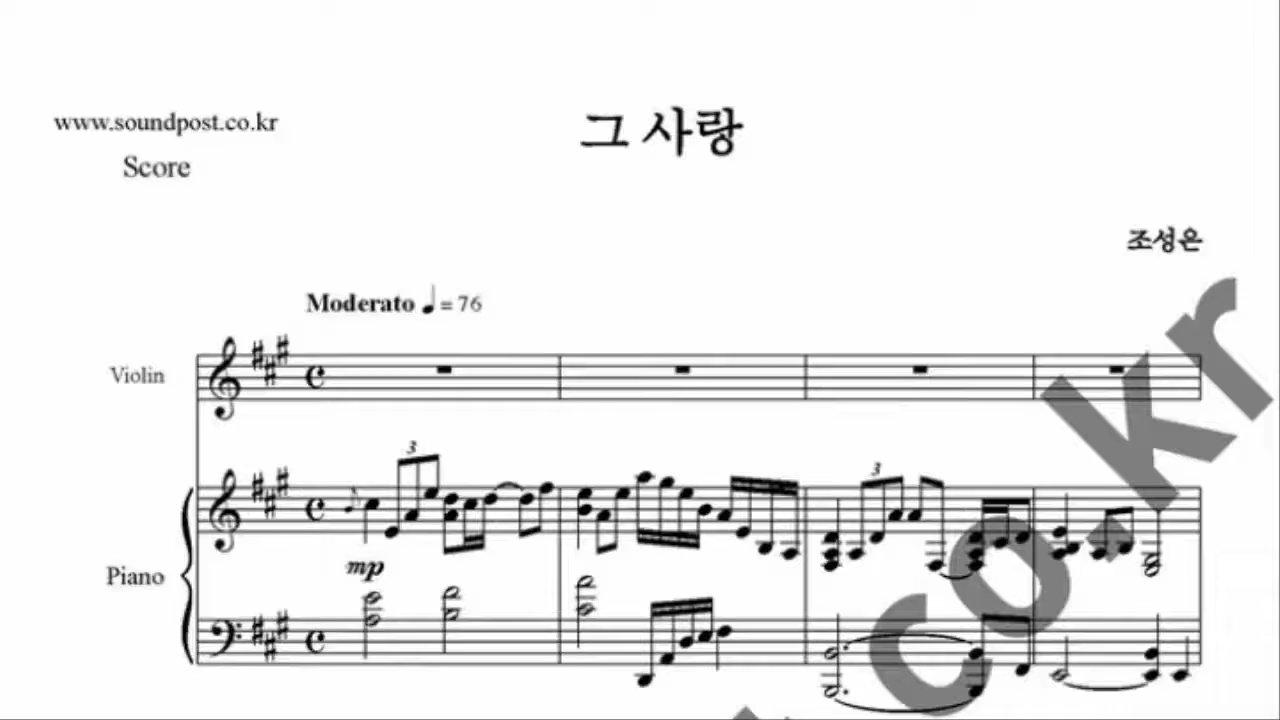 www.soundpost.co.kr
그 사랑
Score
조성은
Moderato ♩ = 76
Violin
3
3
mp
Piano
co.kr